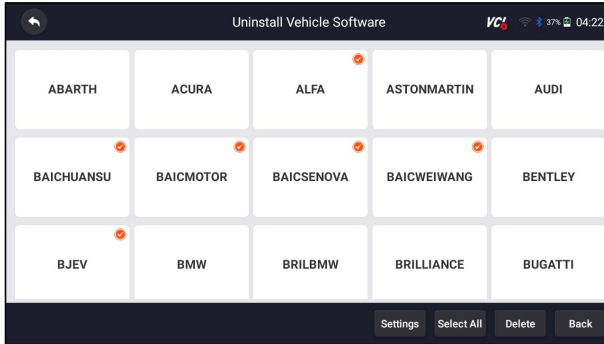 Uninstall Vehicle Software VCI 37% 04:22
ABARTH ACURA ALFA ASTONMARTIN AUDI
BAICHUANSU BAICMOTOR BAICSENOVA BAICWEIWANG BENTLEY
BJEV BMW BRILBMW BRILLIANCE BUGATTI
Settings Select All Delete Back